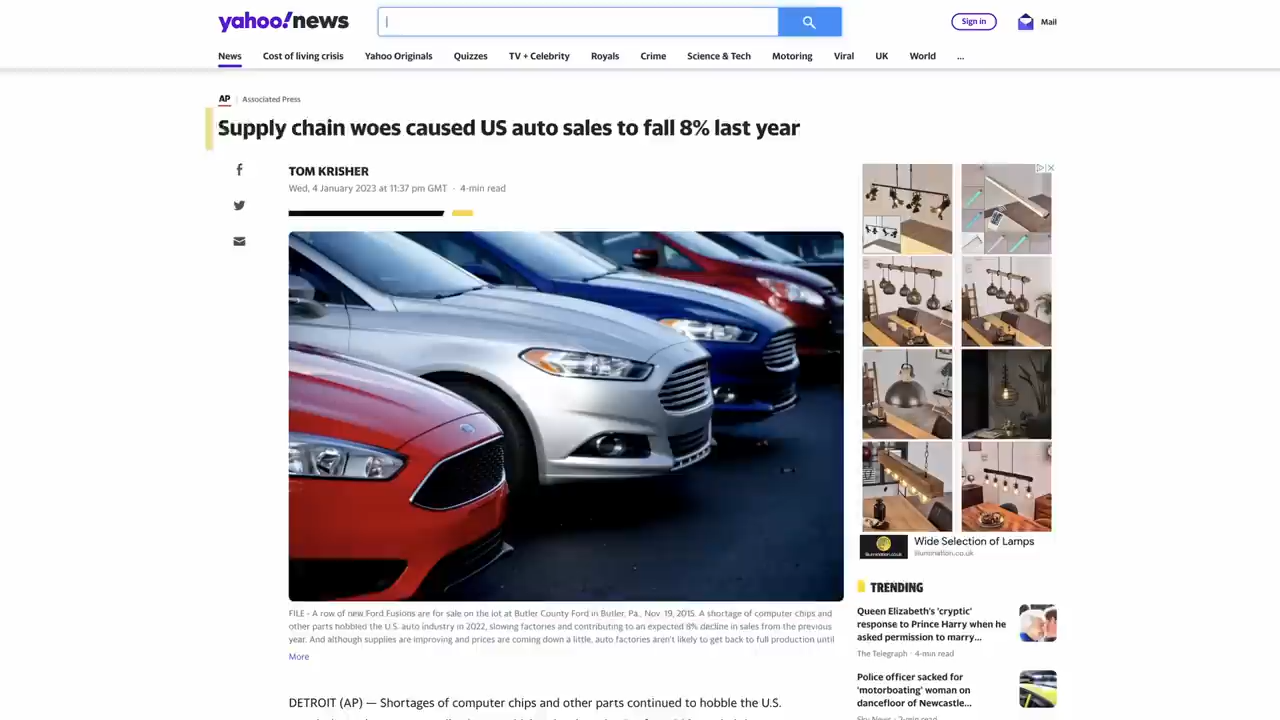 yahoo!news
Sign in
Mail
News Cost of living crisis Yahoo Originals Quizzes TV + Celebrity Royals Crime Science & Tech Motoring Viral UK World ...
AP | Associated Press
Supply chain woes caused US auto sales to fall 8% last year
TOM KRISHER
Wed, 4 January 2023 at 11:37 pm GMT · 4-min read
FILE - A row of new Ford Fusions are for sale on the lot at Butler County Ford in Butler, Pa., Nov. 19, 2015. A shortage of computer chips and
other parts hobbled the U.S. auto industry in 2022, slowing factories and contributing to an expected 8% decline in sales from the previous
year. And although supplies are improving and prices are coming down a little, auto factories aren't likely to get back to full production until
More
DETROIT (AP) — Shortages of computer chips and other parts continued to hobble the U.S.
Wide Selection of Lamps
illumination.co.uk
TRENDING
Queen Elizabeth's 'cryptic'
response to Prince Harry when he
asked permission to marry...
The Telegraph · 4-min read
Police officer sacked for
'motorboating' woman on
dancefloor of Newcastle...